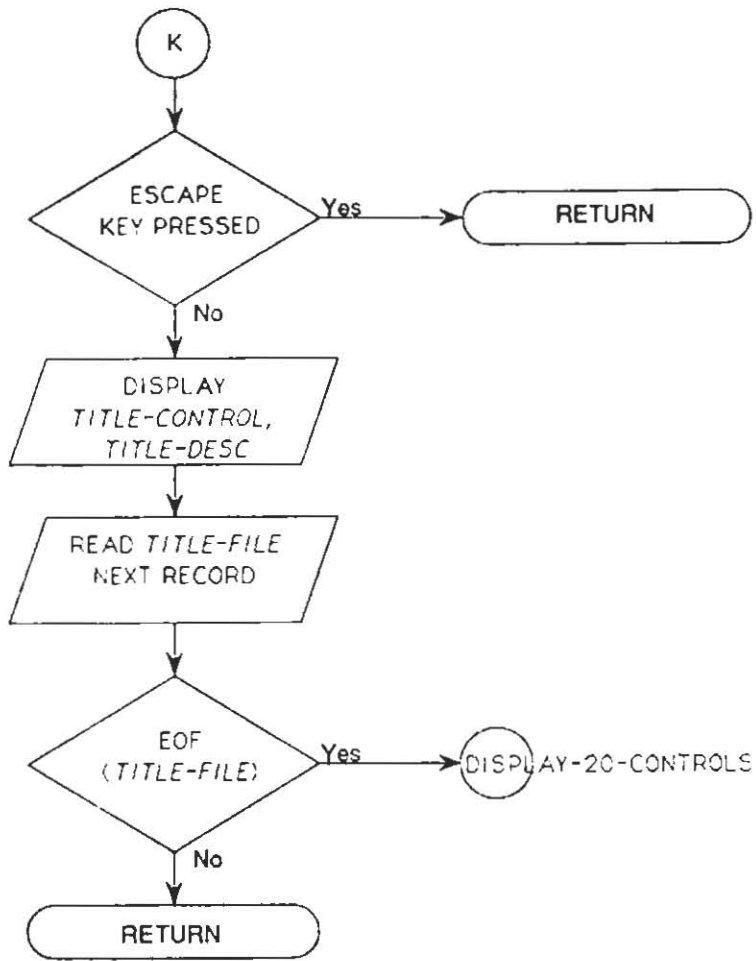 K
ESCAPE
KEY PRESSED
Yes
RETURN
No
DISPLAY
TITLE-CONTROL,
TITLE-DESC
READ TITLE-FILE
NEXT RECORD
EOF
(TITLE-FILE)
Yes
DISPLAY-20-CONTROLS
No
RETURN